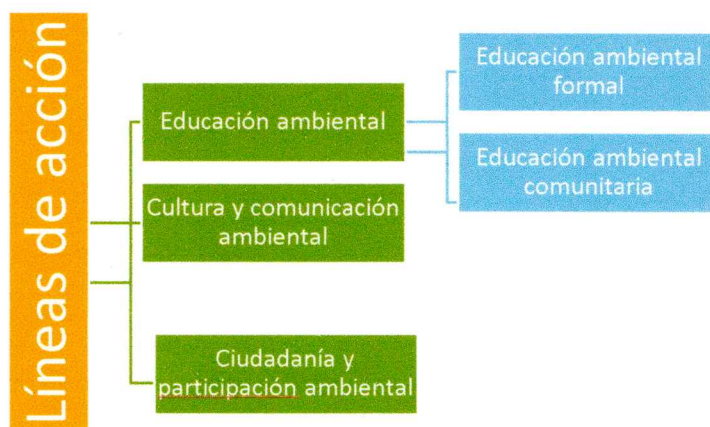 Líneas de acción
Educación ambiental
Educación ambiental
formal
Educación ambiental
comunitaria
Cultura y comunicación
ambiental
Ciudadanía y
participación ambiental